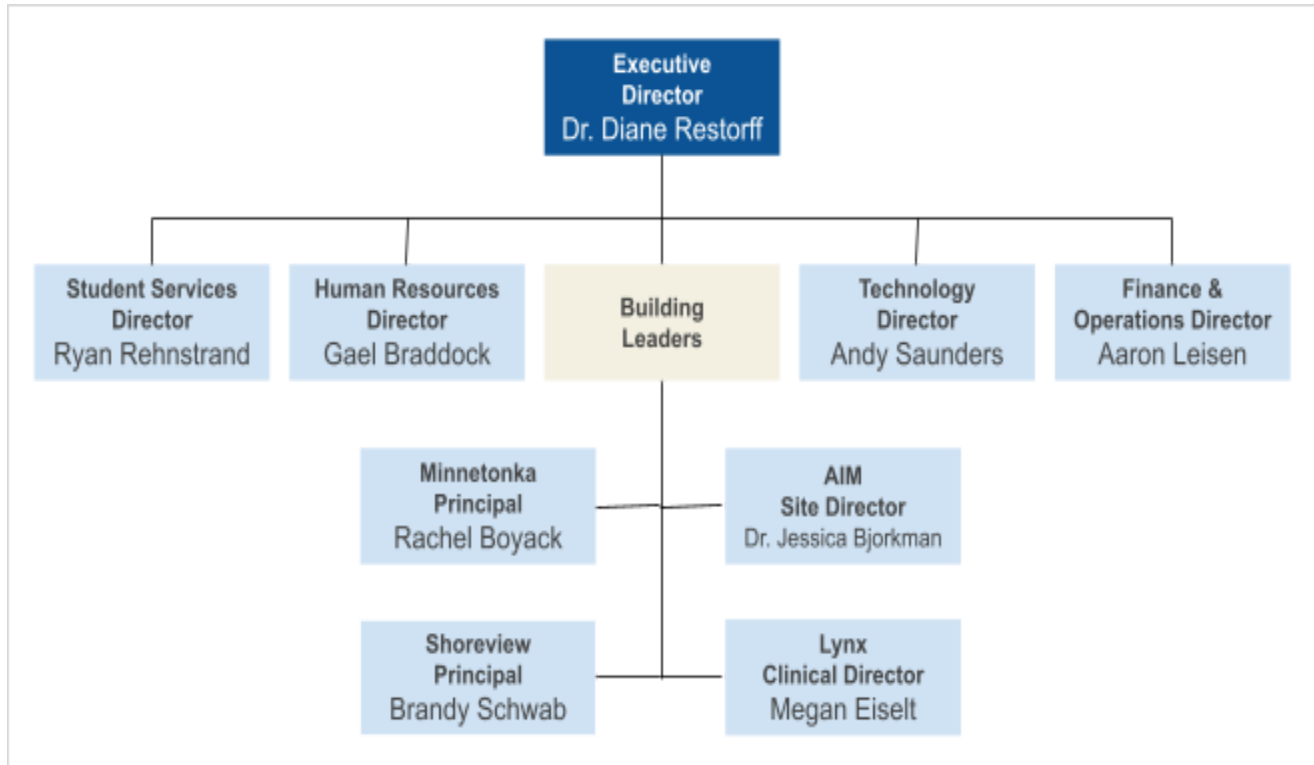 Executive
Director
Dr. Diane Restorff
Student Services
Director
Ryan Rehnstrand
Human Resources
Director
Gael Braddock
Building
Leaders
Technology
Director
Andy Saunders
Finance &
Operations Director
Aaron Leisen
Minnetonka
Principal
Rachel Boyack
AIM
Site Director
Dr. Jessica Bjorkman
Shoreview
Principal
Brandy Schwab
Lynx
Clinical Director
Megan Eiselt